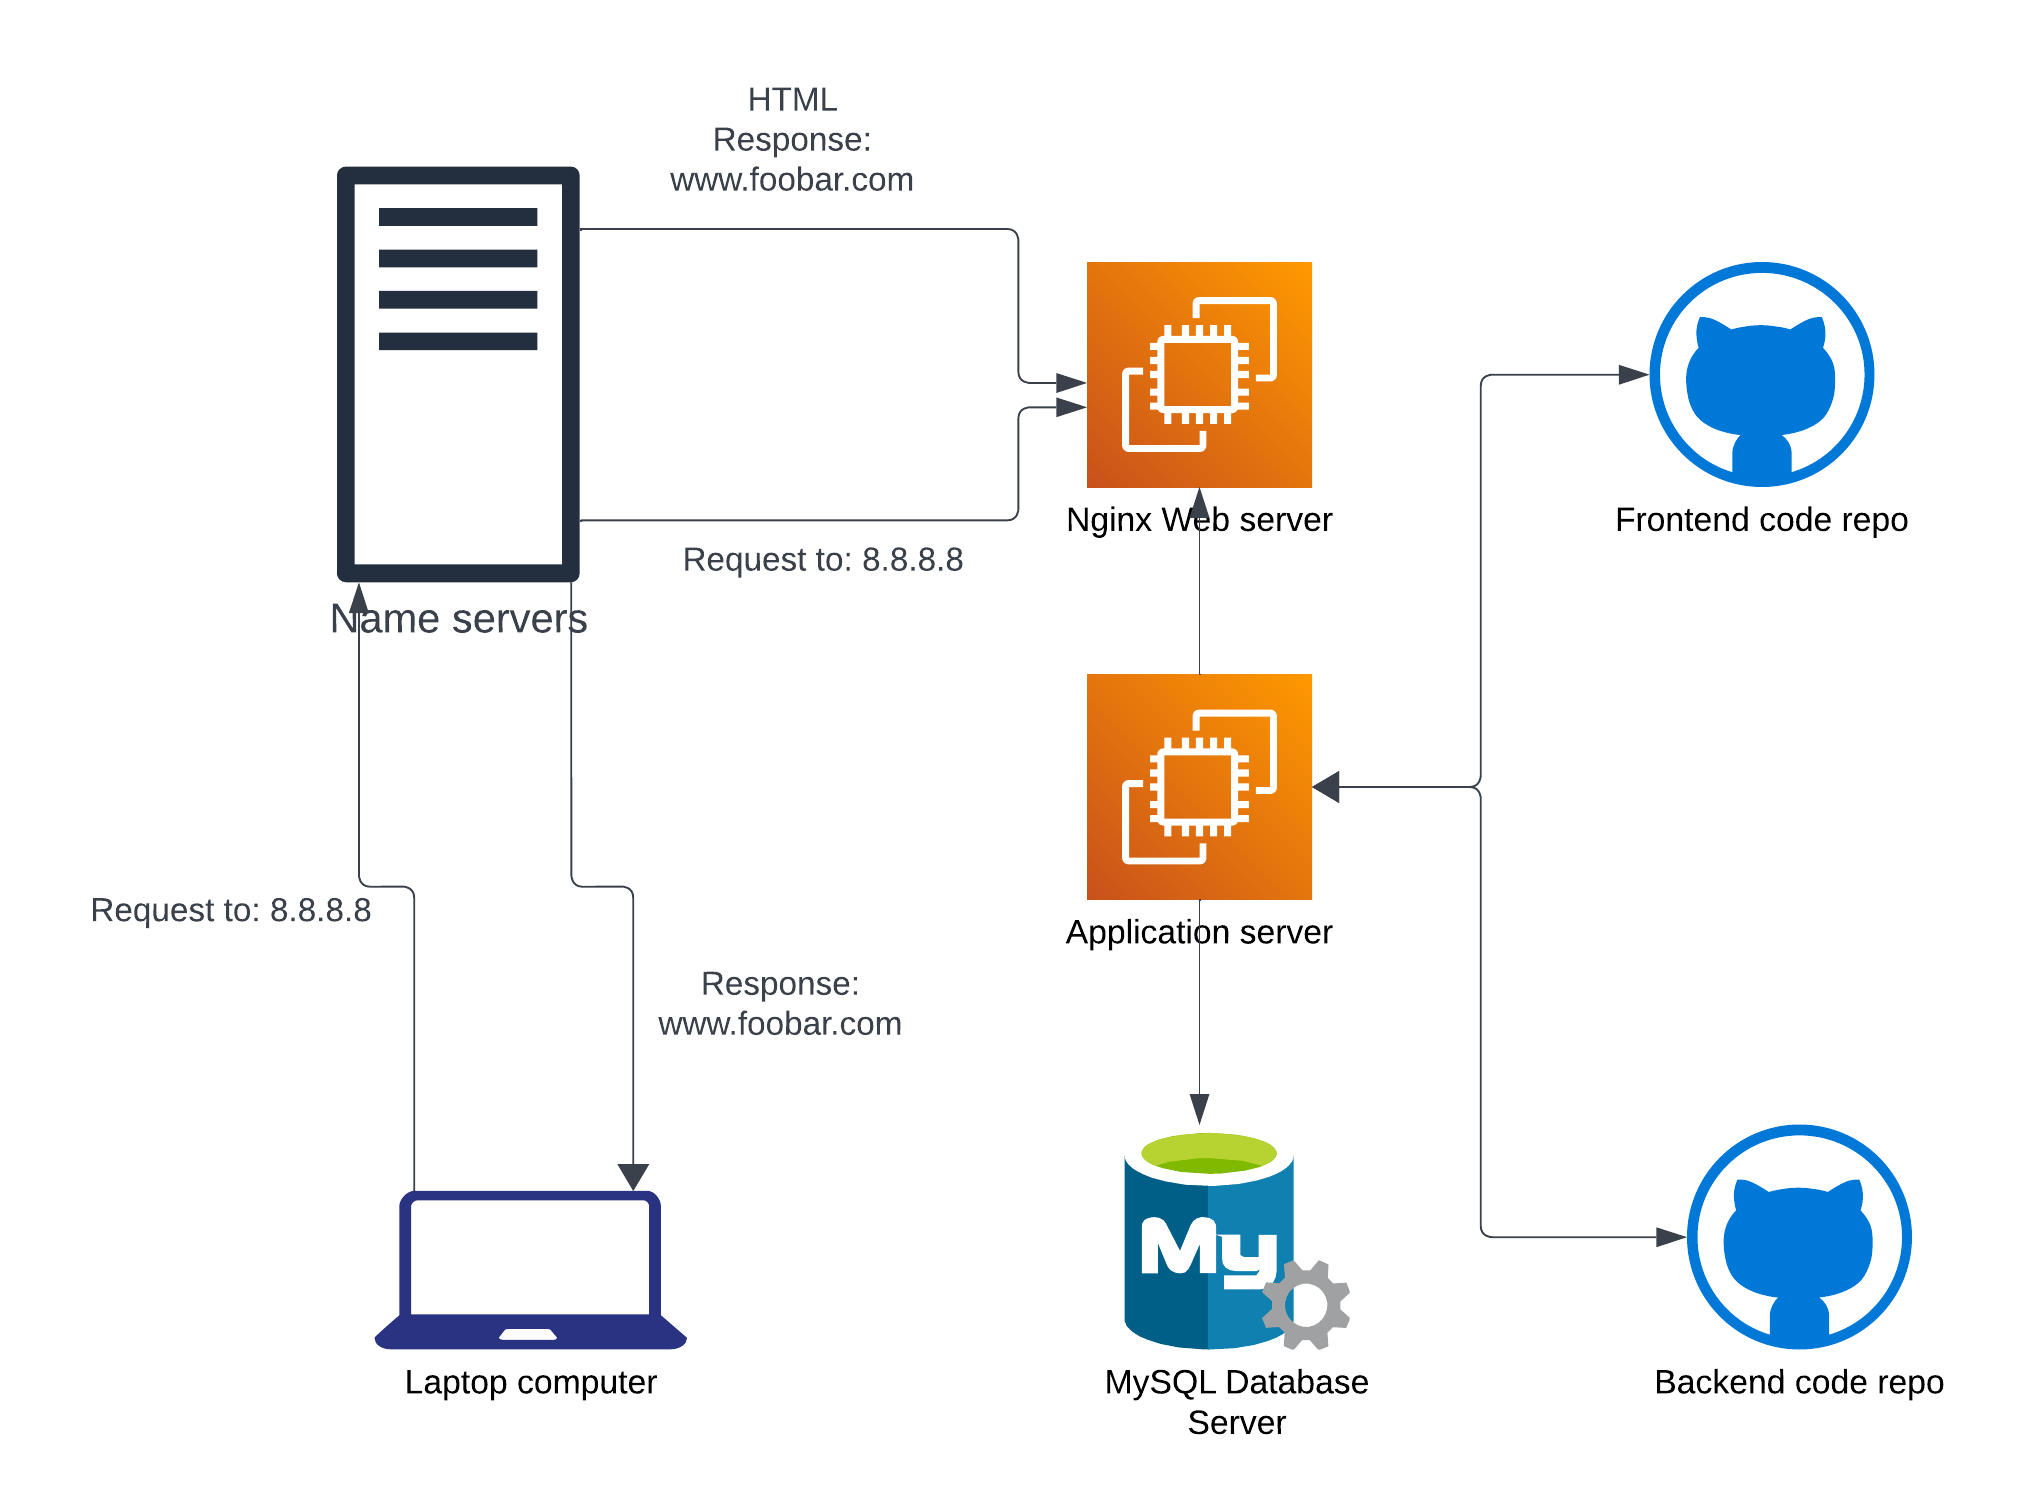 HTML
Response:
www.foobar.com
Nginx Web server
Frontend code repo
Request to: 8.8.8.8
Name servers
Request to: 8.8.8.8
Application server
Response:
www.foobar.com
My
Laptop computer
MySQL Database
Server
Backend code repo